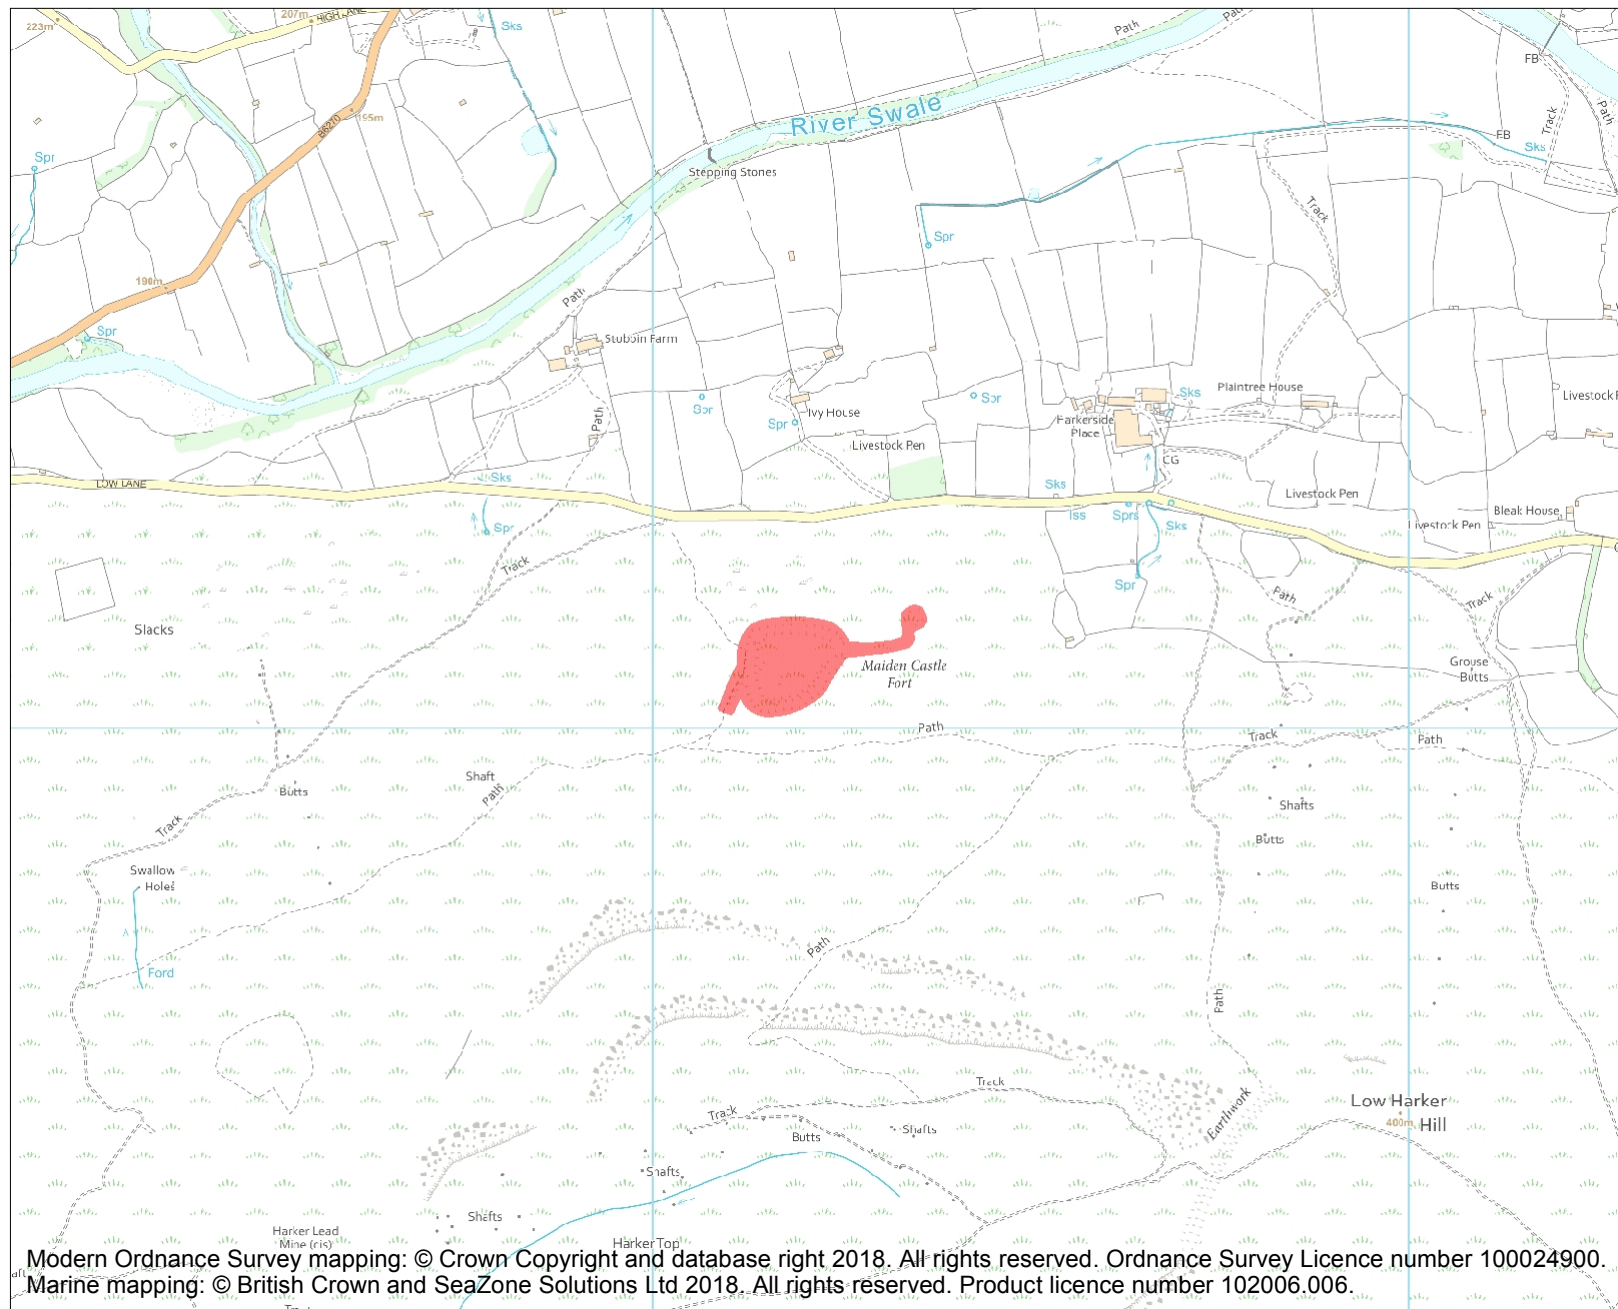 223m
207m
HIGH LANE
Sks
Path
Path
FB
Path
Track
195m
B6270
River Swale
FB
Sks
Spr
Stepping Stones
Spr
Track
190m
Spr
Path
Stubbin Farm
Spr
Path
Spr
Ivy House
Spr
Sks
Plaintree House
Livestock
Harkerside
Place
Livestock Pen
CG
LOW LANE
Sks
Sks
Livestock Pen
Iss
Sprs
Sks
Bleak House
Livestock Pen
Spr
Track
Spr
Path
Track
Slacks
Maiden Castle
Fort
Grouse
Butts
Path
Track
Path
Shaft
Path
Butts
Shafts
Track
Butts
Swallow
Holes
Butts
Path
Ford
Path
Track
Earthwork
Low Harker
Hill
400m
Track
Butts
Shafts
Shafts
Shafts
Harker Lead
Mine (dis)
Harker Top
Modern Ordnance Survey mapping: © Crown Copyright and database right 2018. All rights reserved. Ordnance Survey Licence number 100024900.
Marine mapping: © British Crown and SeaZone Solutions Ltd 2018. All rights reserved. Product licence number 102006.006.